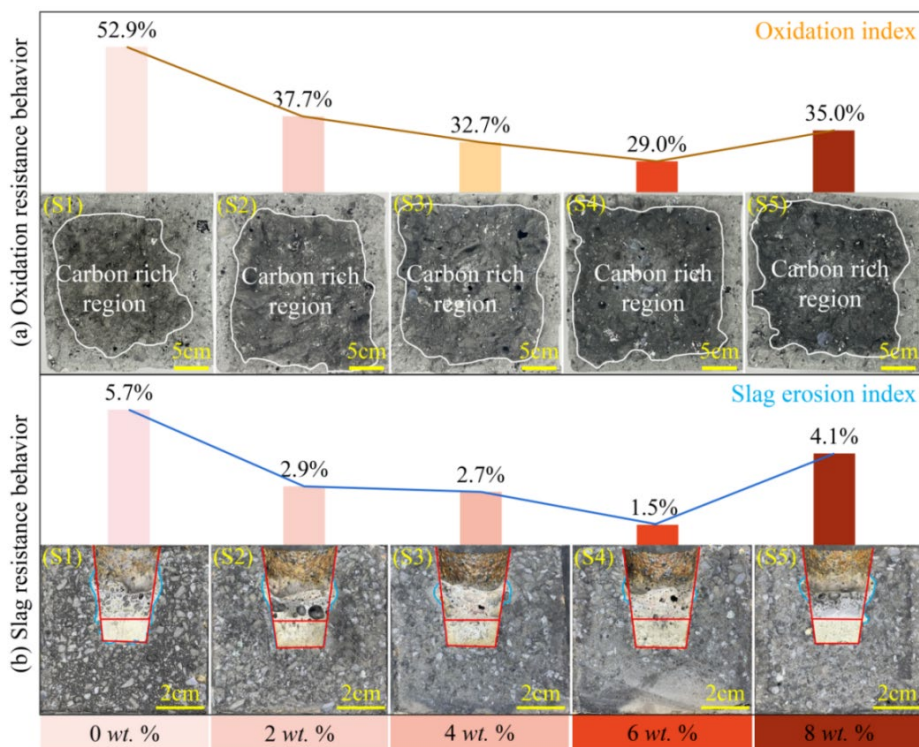 (a) Oxidation resistance behavior
Oxidation index
52.9%
37.7%
32.7%
29.0%
35.0%
(S1)
(S2)
(S3)
(S4)
(S5)
Carbon rich
region
Carbon rich
region
Carbon rich
region
Carbon rich
region
Carbon rich
region
5cm
5cm
5cm
5cm
5cm
(b) Slag resistance behavior
Slag erosion index
5.7%
2.9%
2.7%
1.5%
4.1%
(S1)
(S2)
(S3)
(S4)
(S5)
2cm
2cm
2cm
2cm
2cm
0 wt. %
2 wt. %
4 wt. %
6 wt. %
8 wt. %